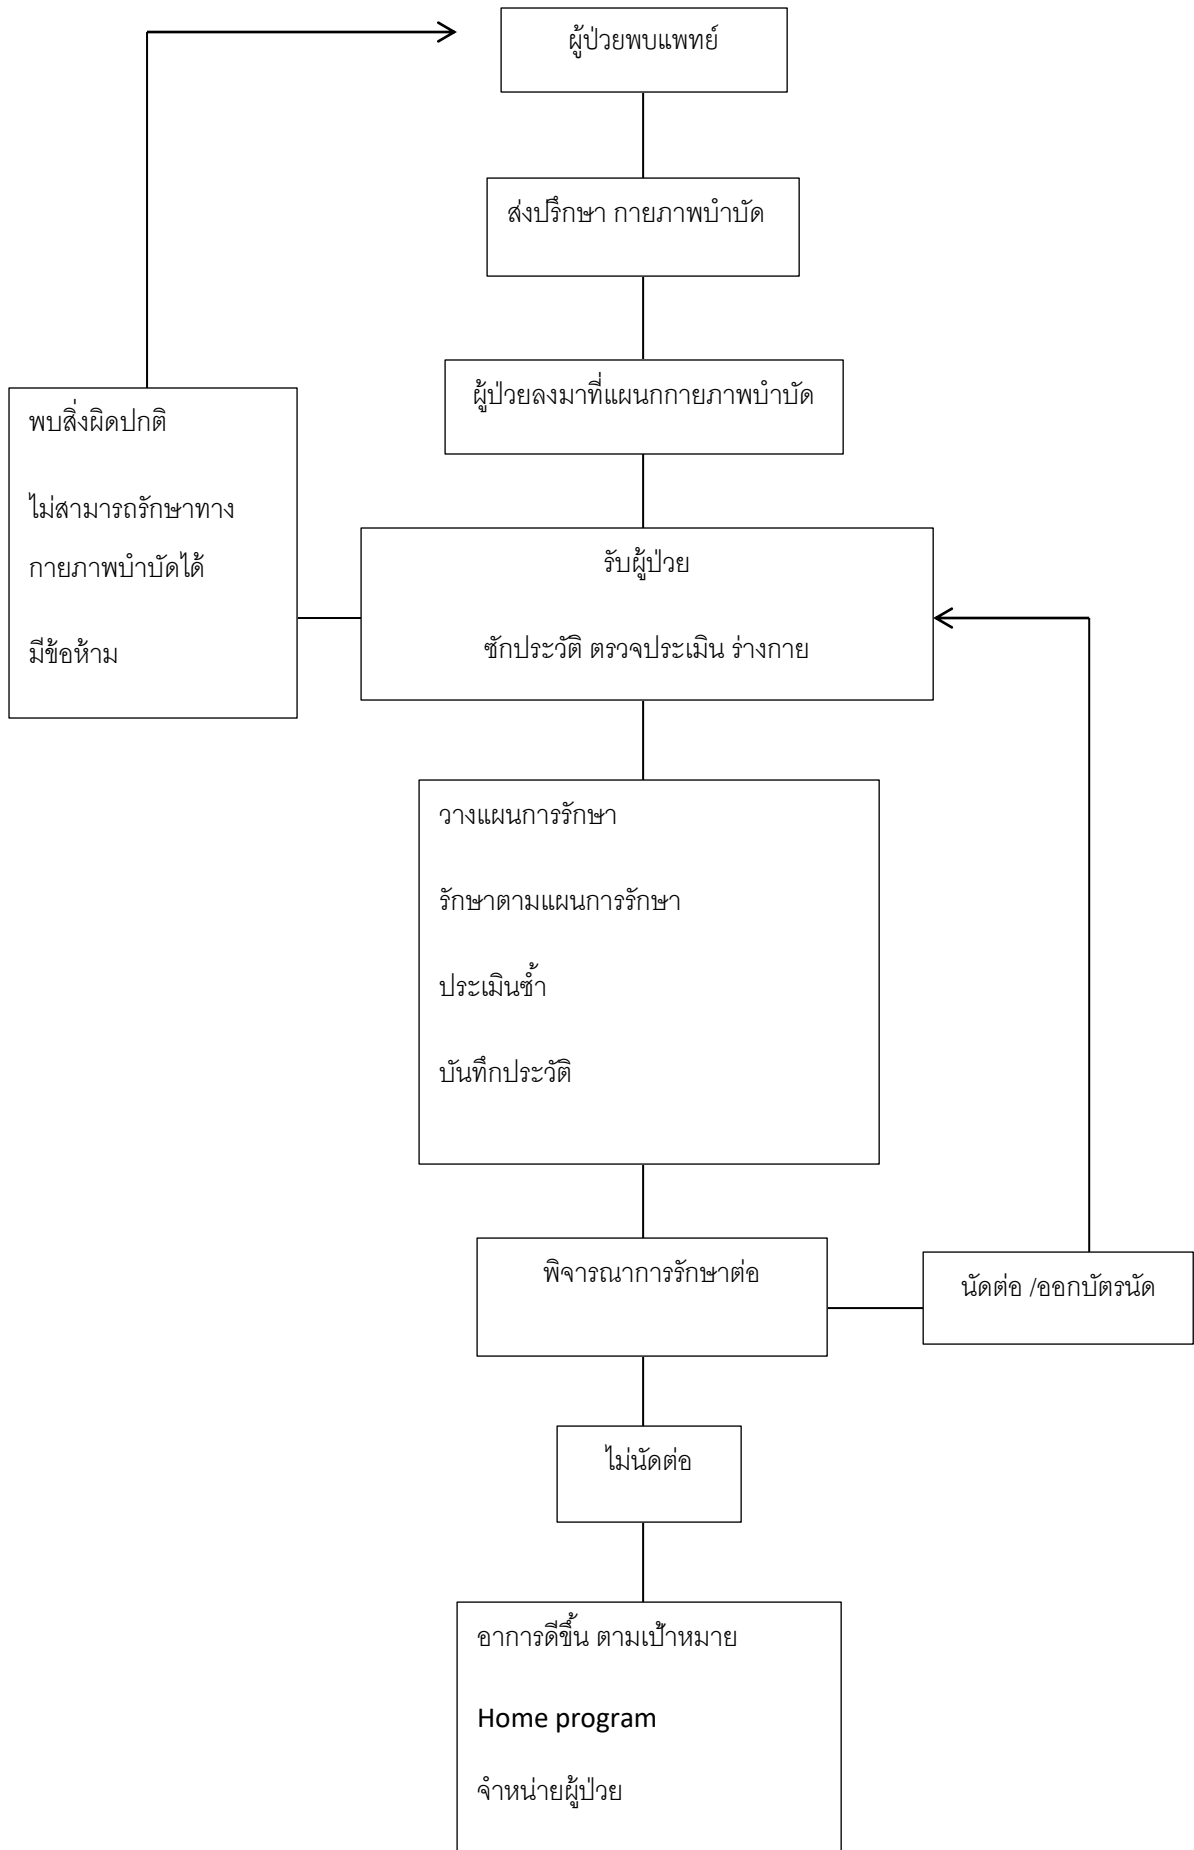 ผู้ป่วยพบแพทย์
ส่งปรึกษา กายภาพบำบัด
ผู้ป่วยลงมาที่แผนกกายภาพบำบัด
พบสิ่งผิดปกติ
ไม่สามารถรักษาทาง
กายภาพบำบัดได้
มีข้อห้าม
รับผู้ป่วย
ซักประวัติ ตรวจประเมิน ร่างกาย
วางแผนการรักษา
รักษาตามแผนการรักษา
ประเมินซ้ำ
บันทึกประวัติ
พิจารณาการรักษาต่อ
นัดต่อ /ออกบัตรนัด
ไม่นัดต่อ
อาการดีขึ้น ตามเป้าหมาย
Home program
จำหน่ายผู้ป่วย